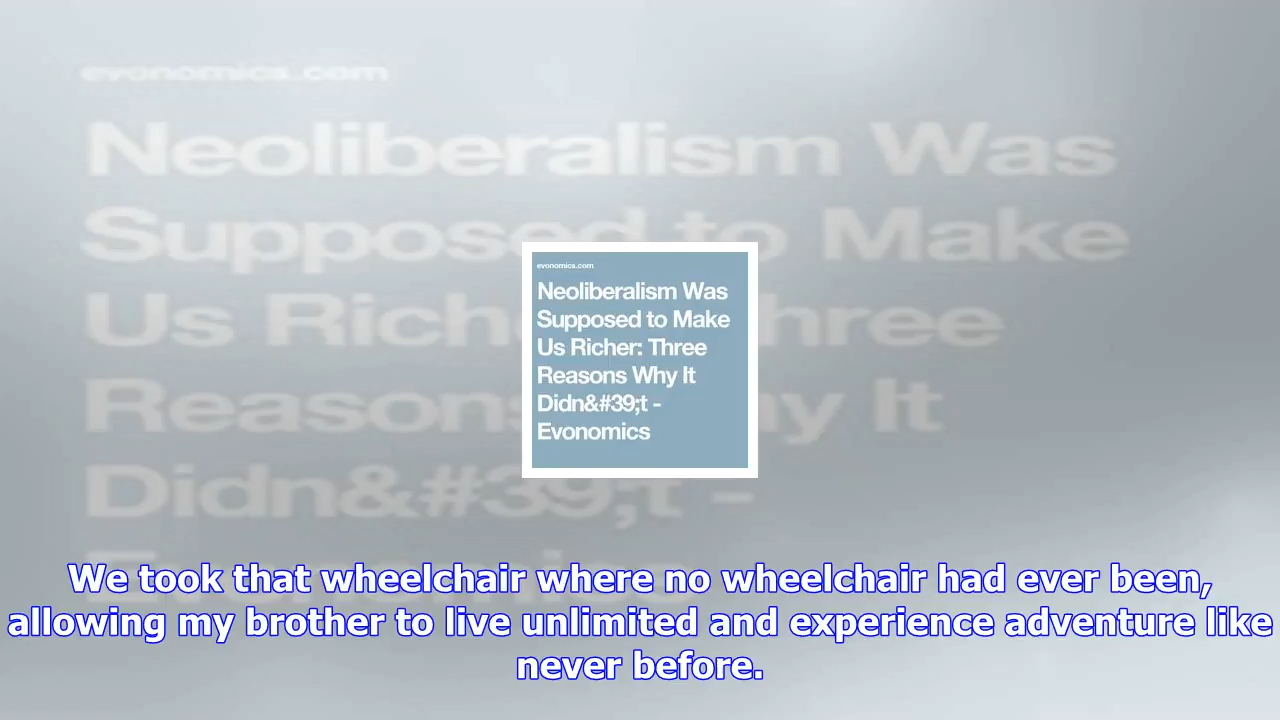 evonomics.com
Neoliberalism Was
Supposed to Make
Us Richer: Three
Reasons Why It
Didn&#39;t -
Evonomics
evonomics.com
Neoliberalism Was
Supposed to Make
Us Richer: Three
Reasons Why It
Didn&#39;t -
Evonomics
We took that wheelchair where no wheelchair had ever been,
allowing my brother to live unlimited and experience adventure like
never before.